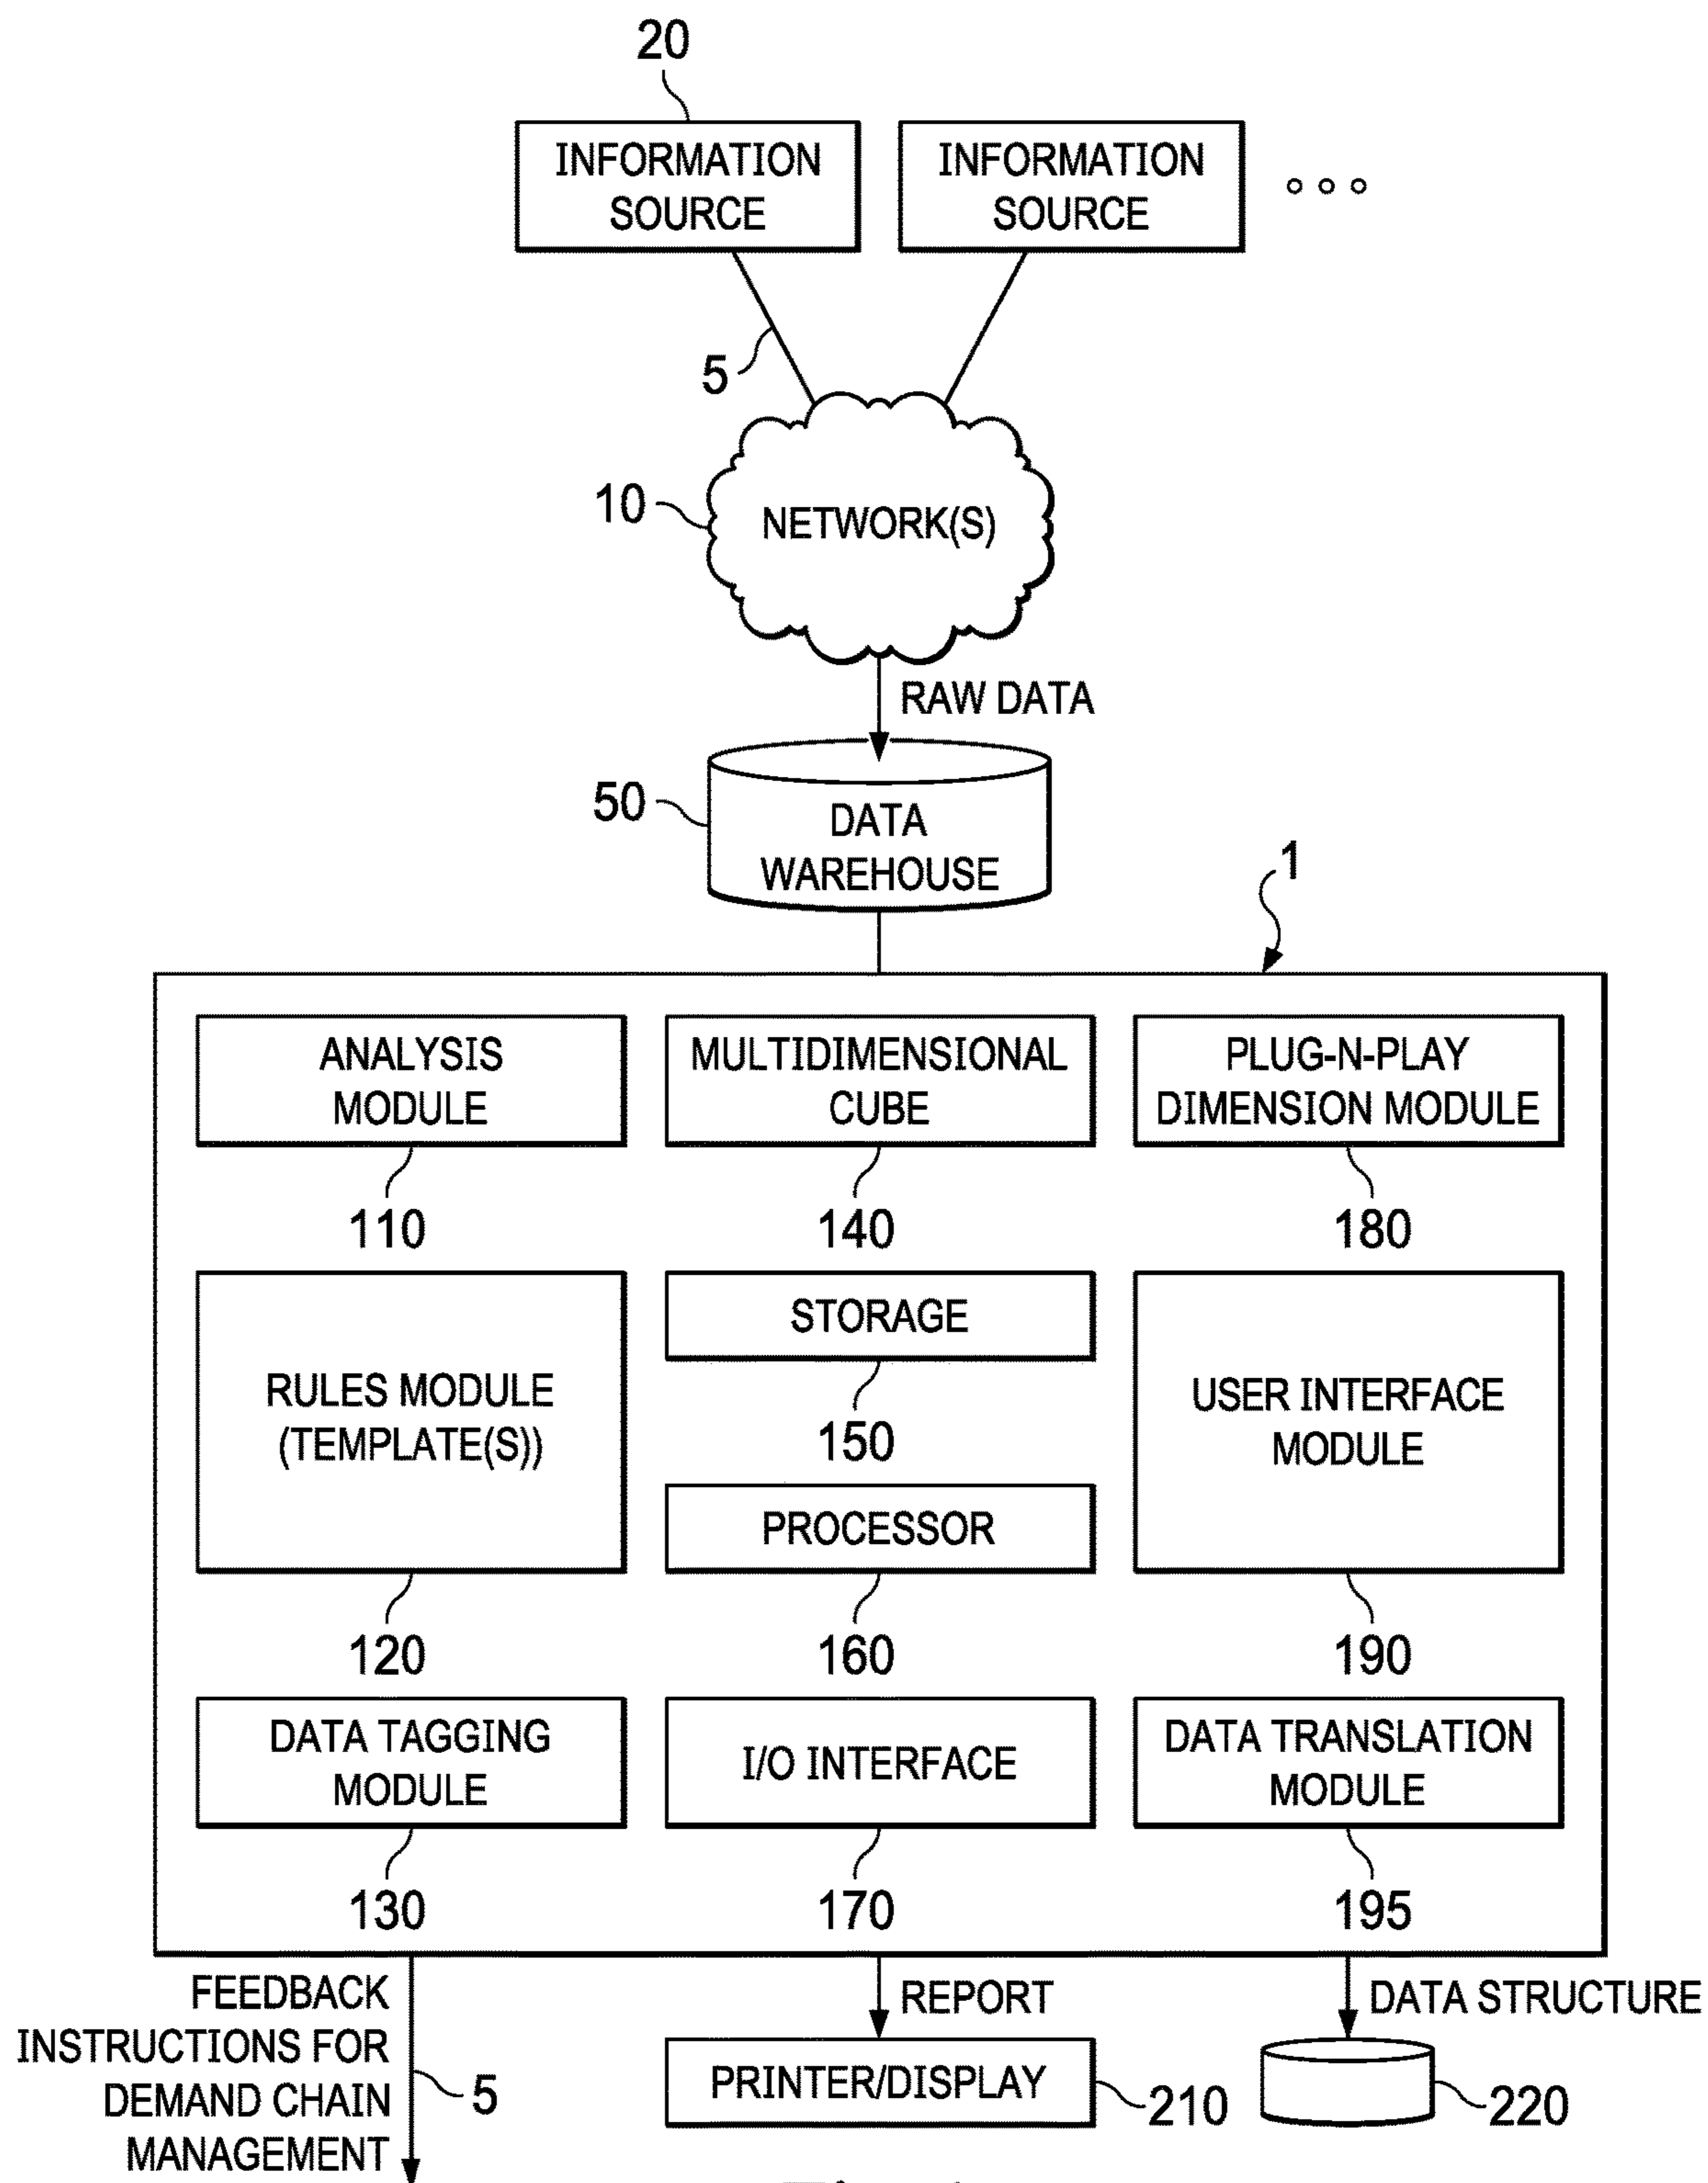 20
INFORMATION
SOURCE
INFORMATION
SOURCE
5
10
NETWORK(S)
RAW DATA
50
DATA
WAREHOUSE
1
ANALYSIS
MODULE
MULTIDIMENSIONAL
CUBE
PLUG-N-PLAY
DIMENSION MODULE
110
140
180
RULES MODULE
(TEMPLATE(S))
STORAGE
150
PROCESSOR
USER INTERFACE
MODULE
120
160
190
DATA TAGGING
MODULE
I/O INTERFACE
DATA TRANSLATION
MODULE
130
170
195
FEEDBACK
INSTRUCTIONS FOR
DEMAND CHAIN
MANAGEMENT
5
REPORT
PRINTER/DISPLAY
210
DATA STRUCTURE
220